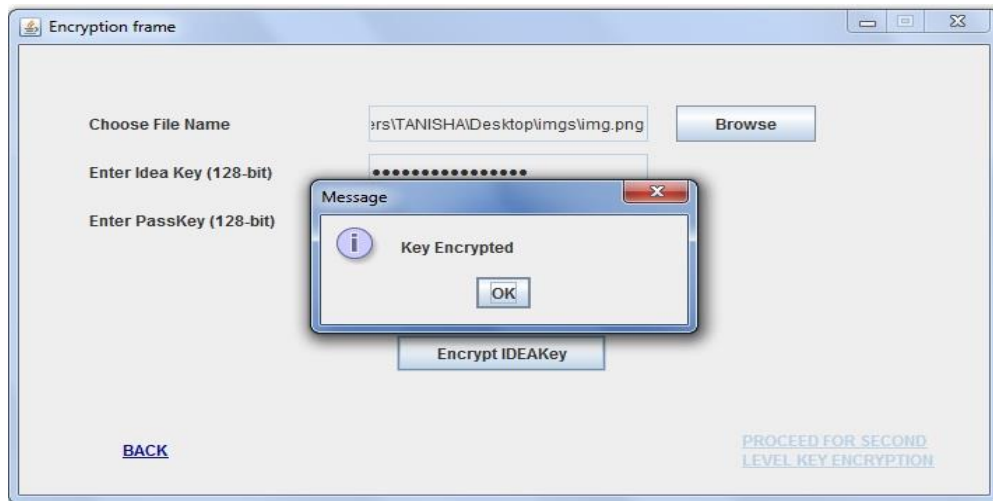 Encryption frame
Choose File Name
ers\TANISHA\Desktop\imgs\img.png
Browse
Enter Idea Key (128-bit)
••••••••••••••••
Message
Enter PassKey (128-bit)
i
Key Encrypted
OK
Encrypt IDEAKey
BACK
PROCEED FOR SECOND
LEVEL KEY ENCRYPTION